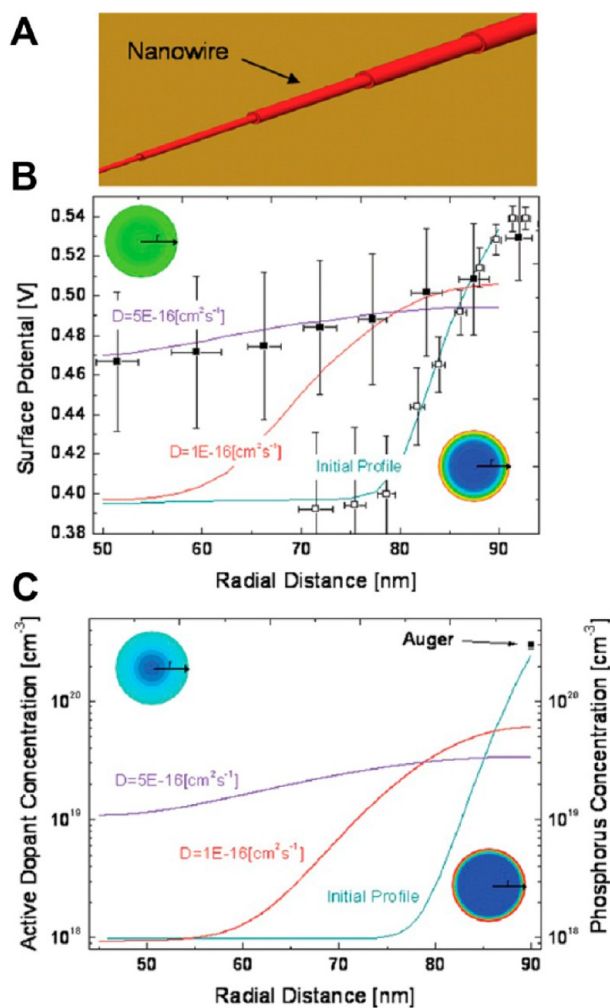 A
Nanowire
B
Surface Potential [V]
0.54
0.52
0.50
0.48
0.46
0.44
0.42
0.40
0.38
D=5E-16[cm²s⁻¹]
D=1E-16[cm²s⁻¹]
Initial Profile
r
r
50 60 70 80 90
Radial Distance [nm]
C
Active Dopant Concentration [cm⁻³]
10²⁰
10¹⁹
10¹⁸
r
Auger
D=5E-16[cm²s⁻¹]
D=1E-16[cm²s⁻¹]
Initial Profile
r
10²⁰
10¹⁹
10¹⁸
Phosphorus Concentration [cm⁻³]
50 60 70 80 90
Radial Distance [nm]